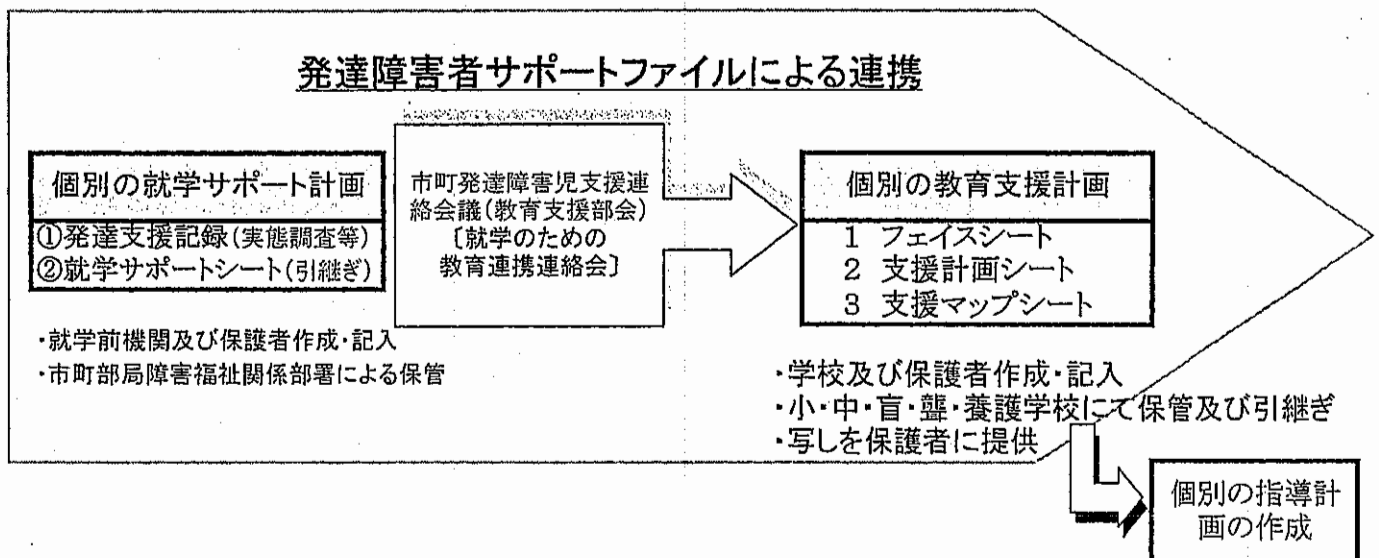 発達障害者サポートファイルによる連携
個別の就学サポート計画
①発達支援記録(実態調査等)
②就学サポートシート(引継ぎ)
・就学前機関及び保護者作成・記入
・市町部局障害福祉関係部署による保管
市町発達障害児支援連
絡会議(教育支援部会)
〔就学のための
教育連携連絡会〕
個別の教育支援計画
1 フェイスシート
2 支援計画シート
3 支援マップシート
・学校及び保護者作成・記入
・小・中・盲・聾・養護学校にて保管及び引継ぎ
・写しを保護者に提供
個別の指導計
画の作成